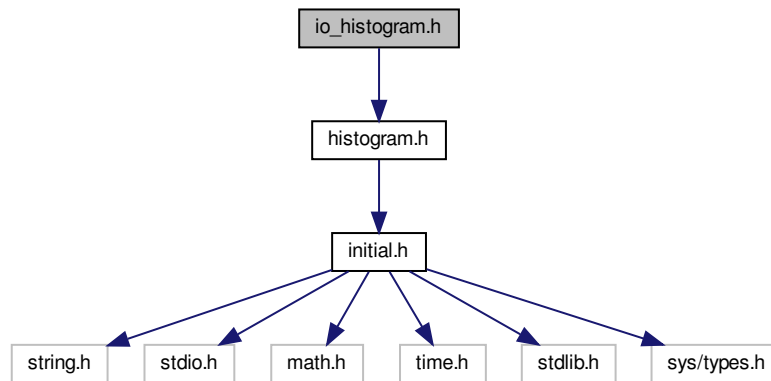 io_histogram.h
histogram.h
initial.h
string.h
stdio.h
math.h
time.h
stdlib.h
sys/types.h